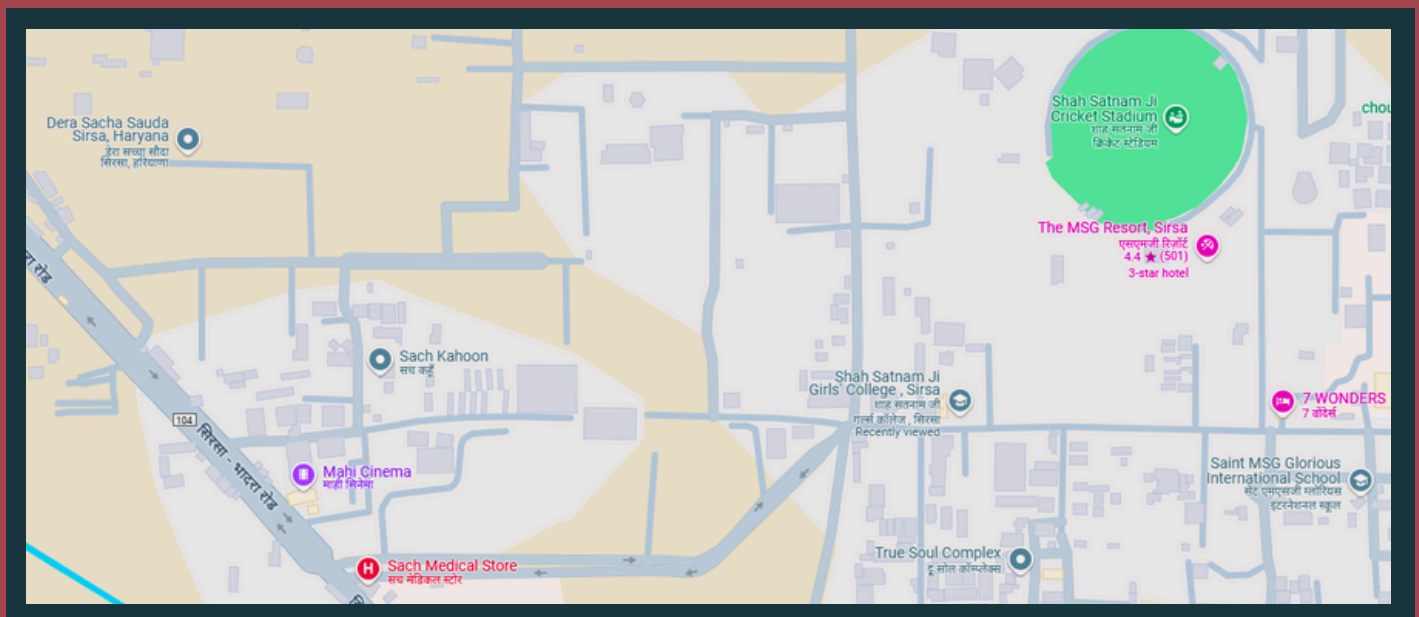 Shah Satnam Ji
Cricket Stadium
शाह सतनाम जी
क्रिकेट स्टेडियम
chou
Dera Sacha Sauda
Sirsa, Haryana
डेरा सच्चा सौदा
सिरसा, हरियाणा
The MSG Resort, Sirsa
एसएमजी रिज़ॉर्ट
4.4 ★ (501)
3-star hotel
रोड
Sach Kahoon
सच कहूँ
Shah Satnam Ji
Girls' College , Sirsa
शाह सतनाम जी
गर्ल्स कॉलेज , सिरसा
Recently viewed
7 WONDERS
7 वंडर्स
104
सिरसा - भादरा रोड
Mahi Cinema
माही सिनेमा
Saint MSG Glorious
International School
सेंट एमएसजी ग्लोरियस
इंटरनेशनल स्कूल
True Soul Complex
ट्रू सोल कॉम्प्लेक्स
H
Sach Medical Store
सच मेडिकल स्टोर